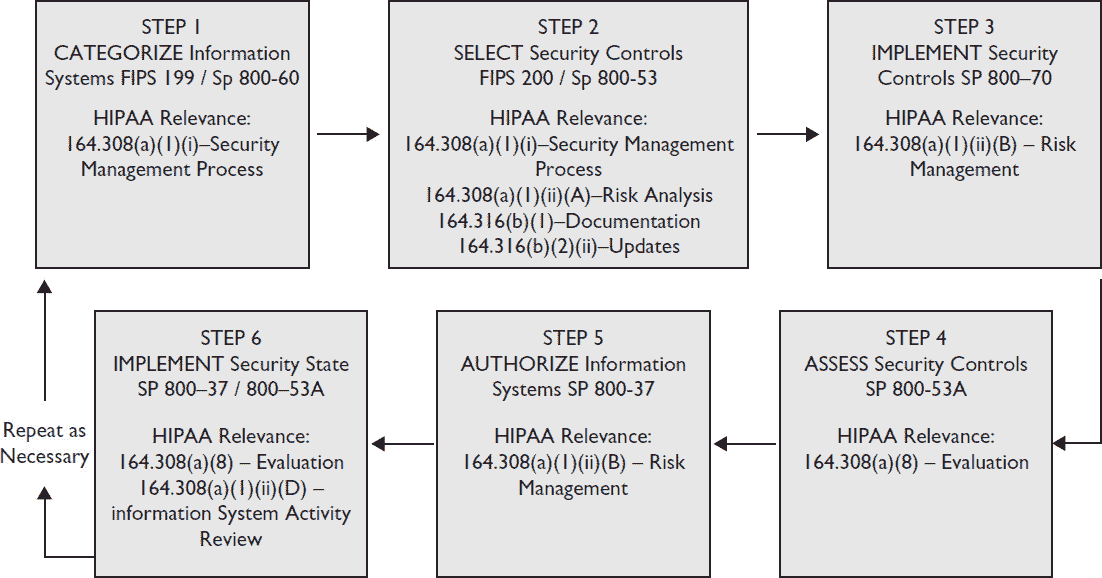 STEP 1
CATEGORIZE Information
Systems FIPS 199 / Sp 800-60
HIPAA Relevance:
164.308(a)(1)(i)–Security
Management Process
STEP 2
SELECT Security Controls
FIPS 200 / Sp 800-53
HIPAA Relevance:
164.308(a)(1)(i)–Security Management
Process
164.308(a)(1)(ii)(A)–Risk Analysis
164.316(b)(1)–Documentation
164.316(b)(2)(ii)–Updates
STEP 3
IMPLEMENT Security
Controls SP 800–70
HIPAA Relevance:
164.308(a)(1)(ii)(B) – Risk
Management
STEP 4
ASSESS Security Controls
SP 800-53A
HIPAA Relevance:
164.308(a)(8) – Evaluation
STEP 5
AUTHORIZE Information
Systems SP 800-37
HIPAA Relevance:
164.308(a)(1)(ii)(B) – Risk
Management
STEP 6
IMPLEMENT Security State
SP 800–37 / 800–53A
HIPAA Relevance:
164.308(a)(8) – Evaluation
164.308(a)(1)(ii)(D) –
information System Activity
Review
Repeat as
Necessary